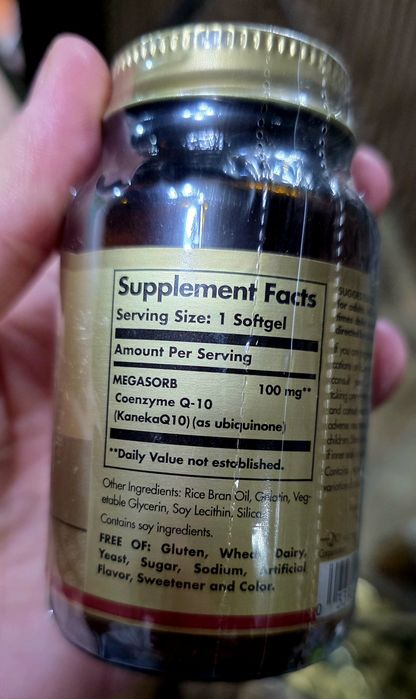 Supplement Facts
Serving Size: 1 Softgel
Amount Per Serving
MEGASORB 100 mg**
Coenzyme Q-10
(KanekaQ10) (as ubiquinone)
**Daily Value not established.
Other Ingredients: Rice Bran Oil, Gelatin, Veg-
etable Glycerin, Soy Lecithin, Silica.
Contains soy ingredients.
FREE OF: Gluten, Wheat, Dairy,
Yeast, Sugar, Sodium, Artificial
Flavor, Sweetener and Color.